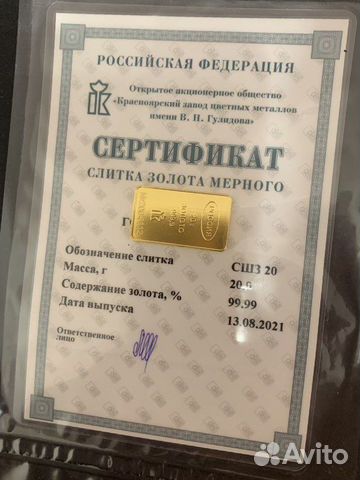 РОССИЙСКАЯ ФЕДЕРАЦИЯ
Открытое акционерное общество
«Красноярский завод цветных металлов
имени В. Н. Гулидова»
СЕРТИФИКАТ
СЛИТКА ЗОЛОТА МЕРНОГО
Обозначение слитка СШЗ 20
Масса, г 20.0
Содержание золота, % 99.99
Дата выпуска 13.08.2021
Ответственное
лицо
Avito